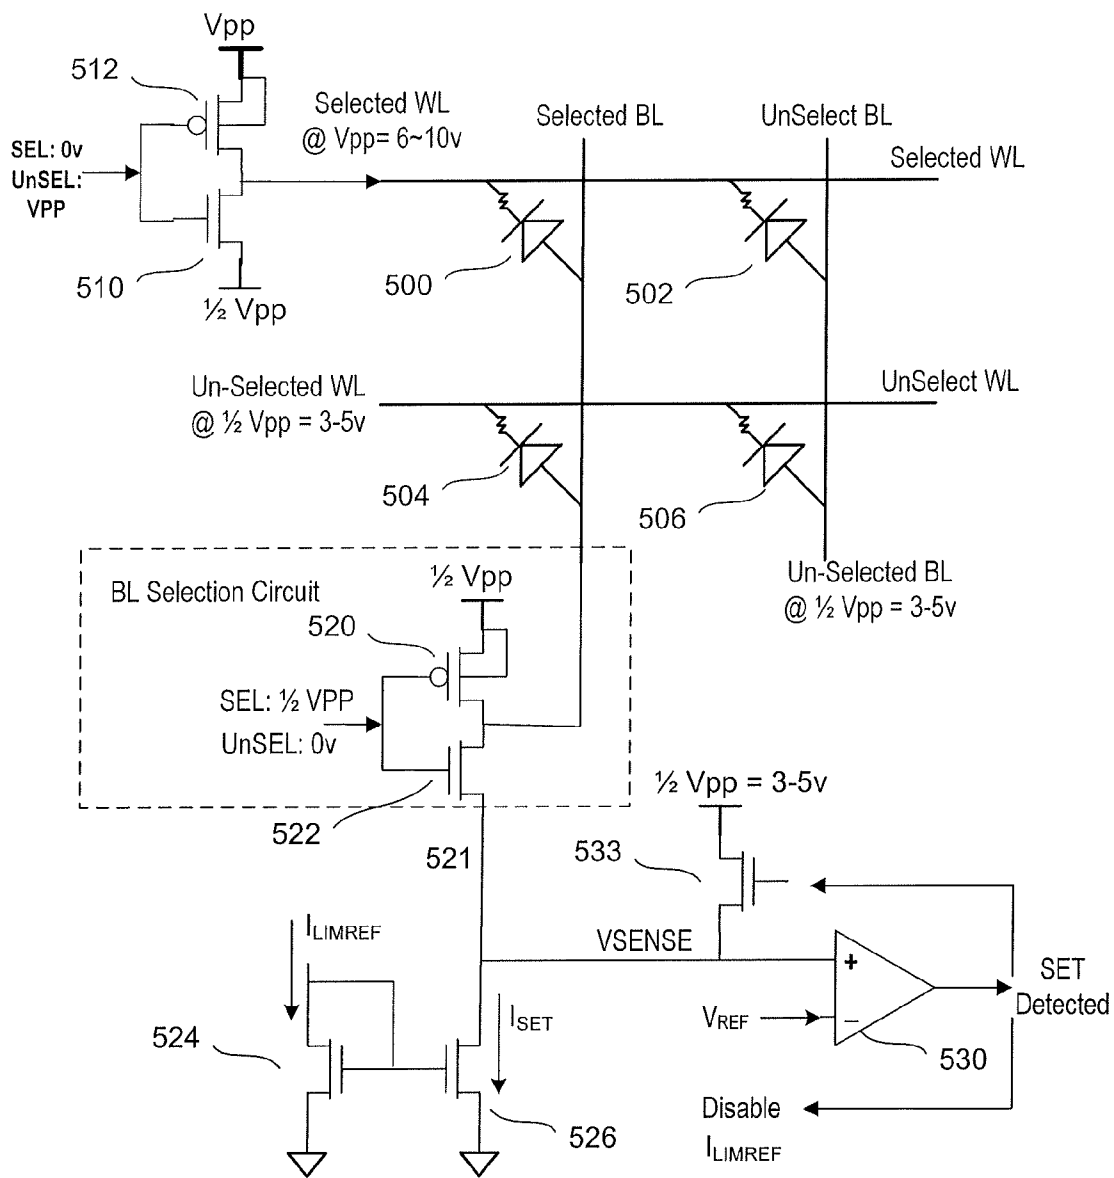 Vpp
512
SEL: 0v
UnSEL:
VPP
510
½ Vpp
Selected WL
@ Vpp= 6~10v
Selected BL
UnSelect BL
Selected WL
500
502
Un-Selected WL
@ ½ Vpp = 3-5v
UnSelect WL
504
506
Un-Selected BL
@ ½ Vpp = 3-5v
BL Selection Circuit
½ Vpp
520
SEL: ½ VPP
UnSEL: 0v
522
521
½ Vpp = 3-5v
533
ILIMREF
VSENSE
+
SET
Detected
ISET
VREF
–
524
530
526
Disable
ILIMREF